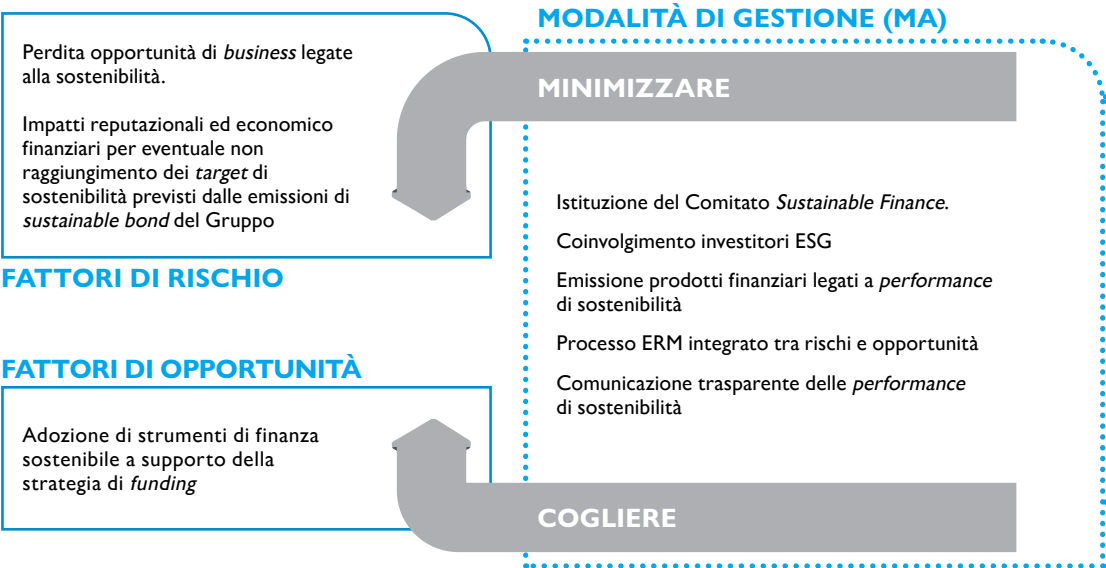 Perdita opportunità di business legate
alla sostenibilità.
Impatti reputazionali ed economico
finanziari per eventuale non
raggiungimento dei target di
sostenibilità previsti dalle emissioni di
sustainable bond del Gruppo
FATTORI DI RISCHIO
FATTORI DI OPPORTUNITÀ
Adozione di strumenti di finanza
sostenibile a supporto della
strategia di funding
MODALITÀ DI GESTIONE (MA)
MINIMIZZARE
Istituzione del Comitato Sustainable Finance.
Coinvolgimento investitori ESG
Emissione prodotti finanziari legati a performance
di sostenibilità
Processo ERM integrato tra rischi e opportunità
Comunicazione trasparente delle performance
di sostenibilità
COGLIERE